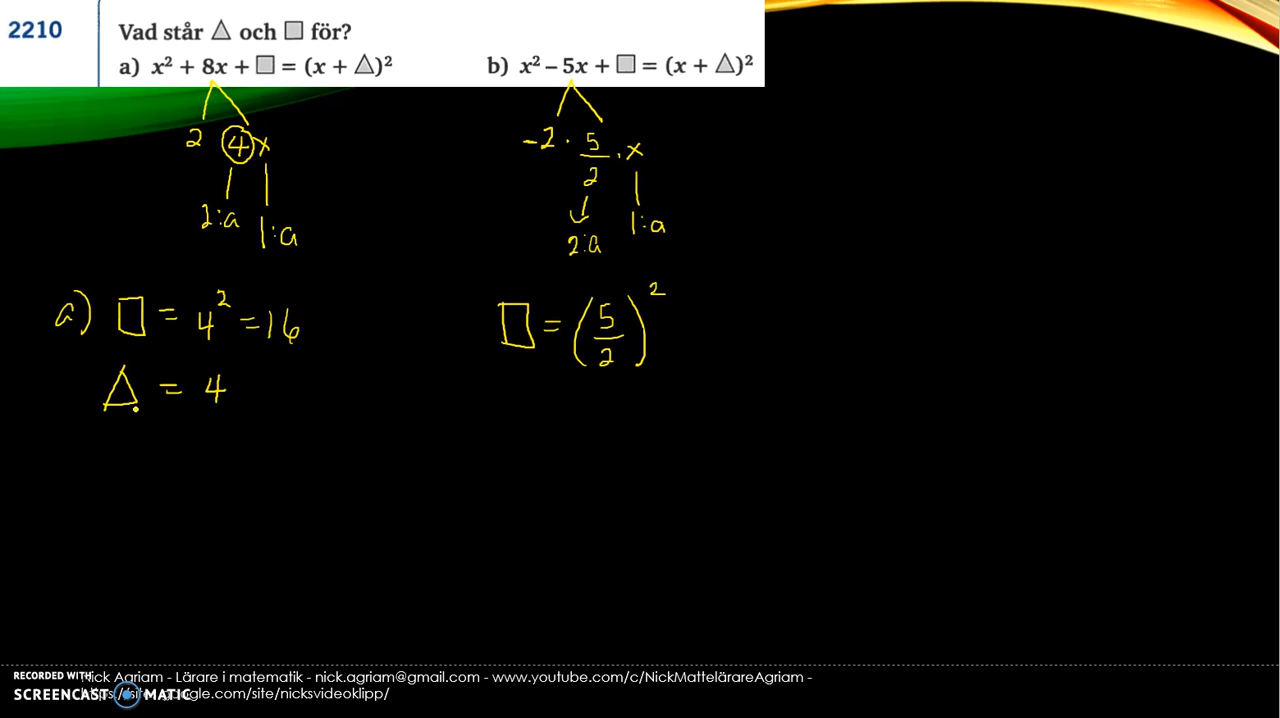 2210 Vad står △ och □ för?
a) x² + 8x + □ = (x + △)² b) x² – 5x + □ = (x + △)²
2 4 x
2:a 1:a
-2 · 5/2 · x
2:a 1:a
a) □ = 4² = 16
△ = 4
□ = (5/2)²
RECORDED WITH
SCREENCAST MATIC
Nick Agriam - Lärare i matematik - nick.agriam@gmail.com - www.youtube.com/c/NickMattelärareAgriam -
https://site google.com/site/nicksvideoklipp/